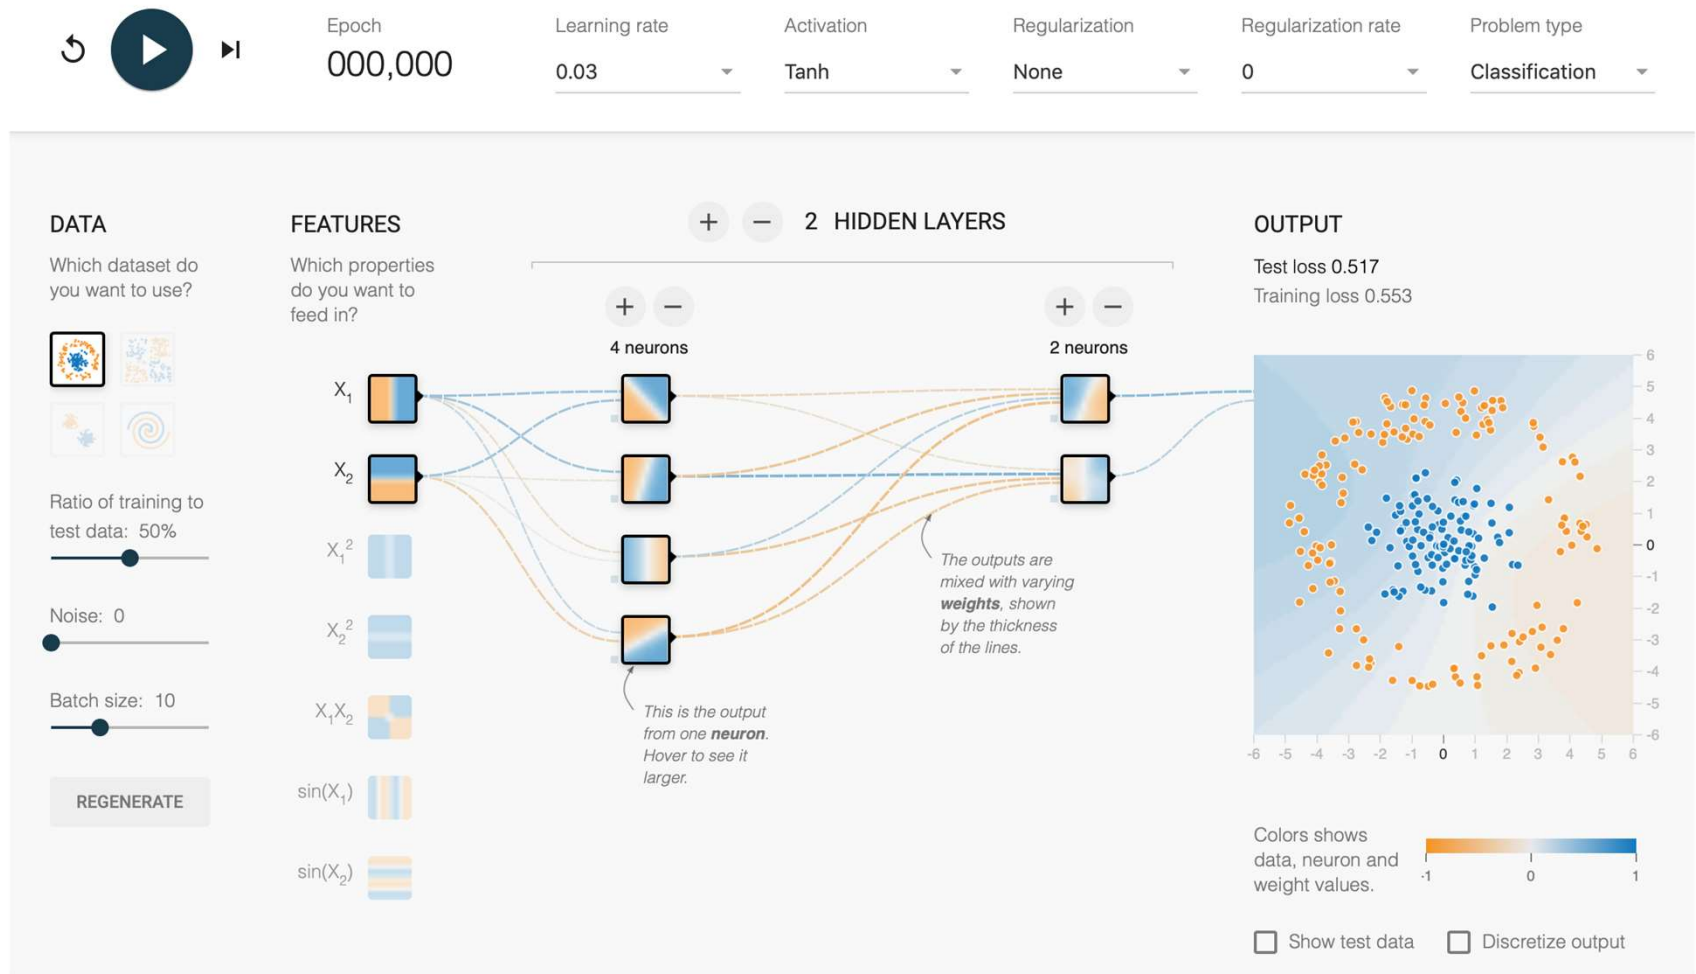 Epoch
000,000
Learning rate
0.03
Activation
Tanh
Regularization
None
Regularization rate
0
Problem type
Classification
DATA
Which dataset do
you want to use?
Ratio of training to
test data: 50%
Noise: 0
Batch size: 10
REGENERATE
FEATURES
Which properties
do you want to
feed in?
X1
X2
X1²
X2²
X1X2
sin(X1)
sin(X2)
+ − 2 HIDDEN LAYERS
+ −
4 neurons
+ −
2 neurons
This is the output
from one neuron.
Hover to see it
larger.
The outputs are
mixed with varying
weights, shown
by the thickness
of the lines.
OUTPUT
Test loss 0.517
Training loss 0.553
6
5
4
3
2
1
0
-1
-2
-3
-4
-5
-6
-6 -5 -4 -3 -2 -1 0 1 2 3 4 5 6
Colors shows
data, neuron and
weight values.
-1 0 1
Show test data
Discretize output